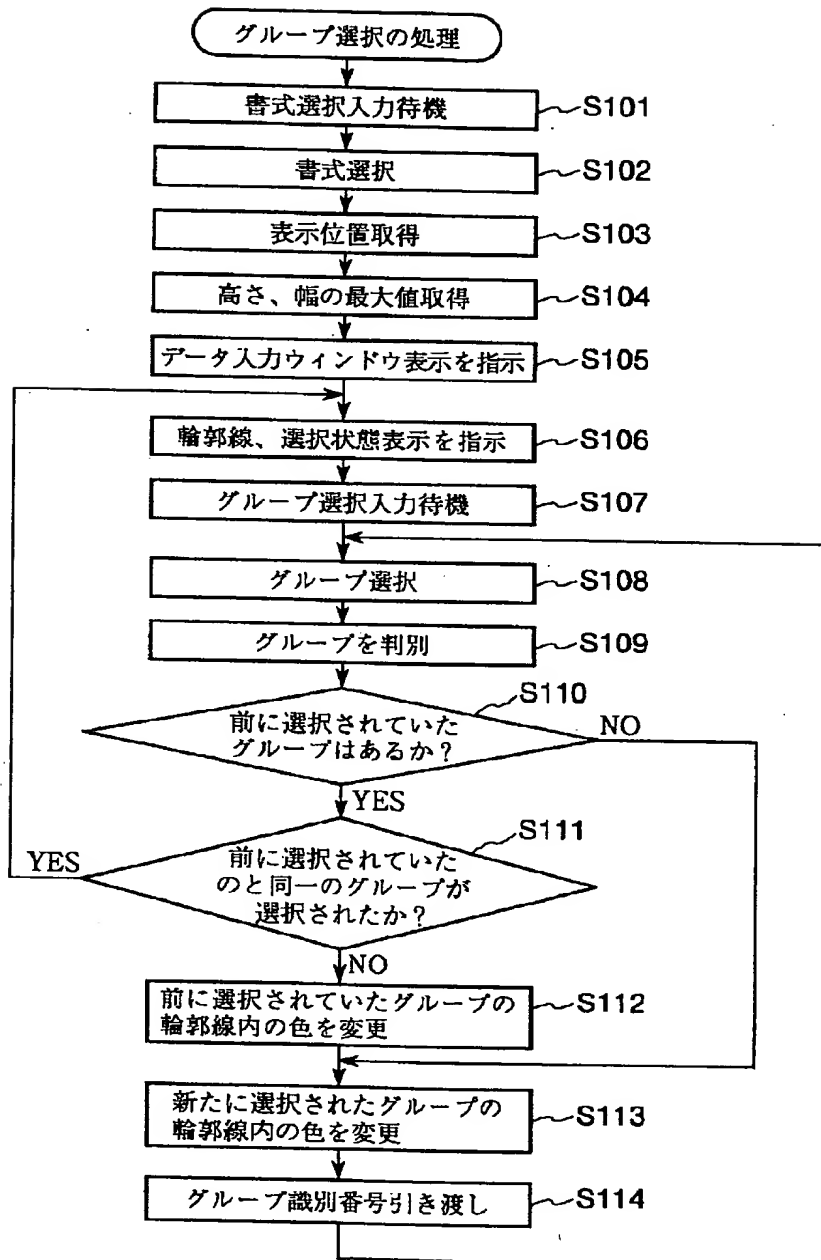 グループ選択の処理
書式選択入力待機
S101
書式選択
S102
表示位置取得
S103
高さ、幅の最大値取得
S104
データ入力ウィンドウ表示を指示
S105
輪郭線、選択状態表示を指示
S106
グループ選択入力待機
S107
グループ選択
S108
グループを判別
S109
S110
前に選択されていた
グループはあるか？
NO
YES
S111
YES
前に選択されていた
のと同一のグループが
選択されたか？
NO
前に選択されていたグループの
輪郭線内の色を変更
S112
新たに選択されたグループの
輪郭線内の色を変更
S113
グループ識別番号引き渡し
S114